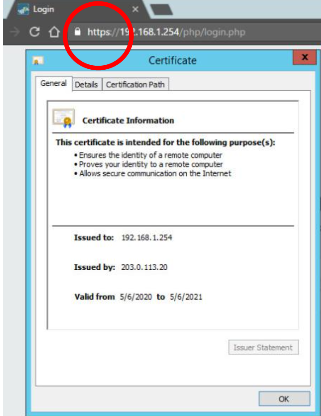 Login
https://192.168.1.254/php/login.php
Certificate
General Details Certification Path
Certificate Information
This certificate is intended for the following purpose(s):
• Ensures the identity of a remote computer
• Proves your identity to a remote computer
• Allows secure communication on the Internet
Issued to: 192.168.1.254
Issued by: 203.0.113.20
Valid from 5/6/2020 to 5/6/2021
Issuer Statement
OK